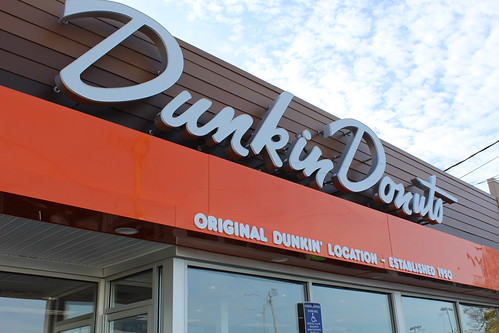 Dunkin Donuts
ORIGINAL DUNKIN' LOCATION - ESTABLISHED 1950